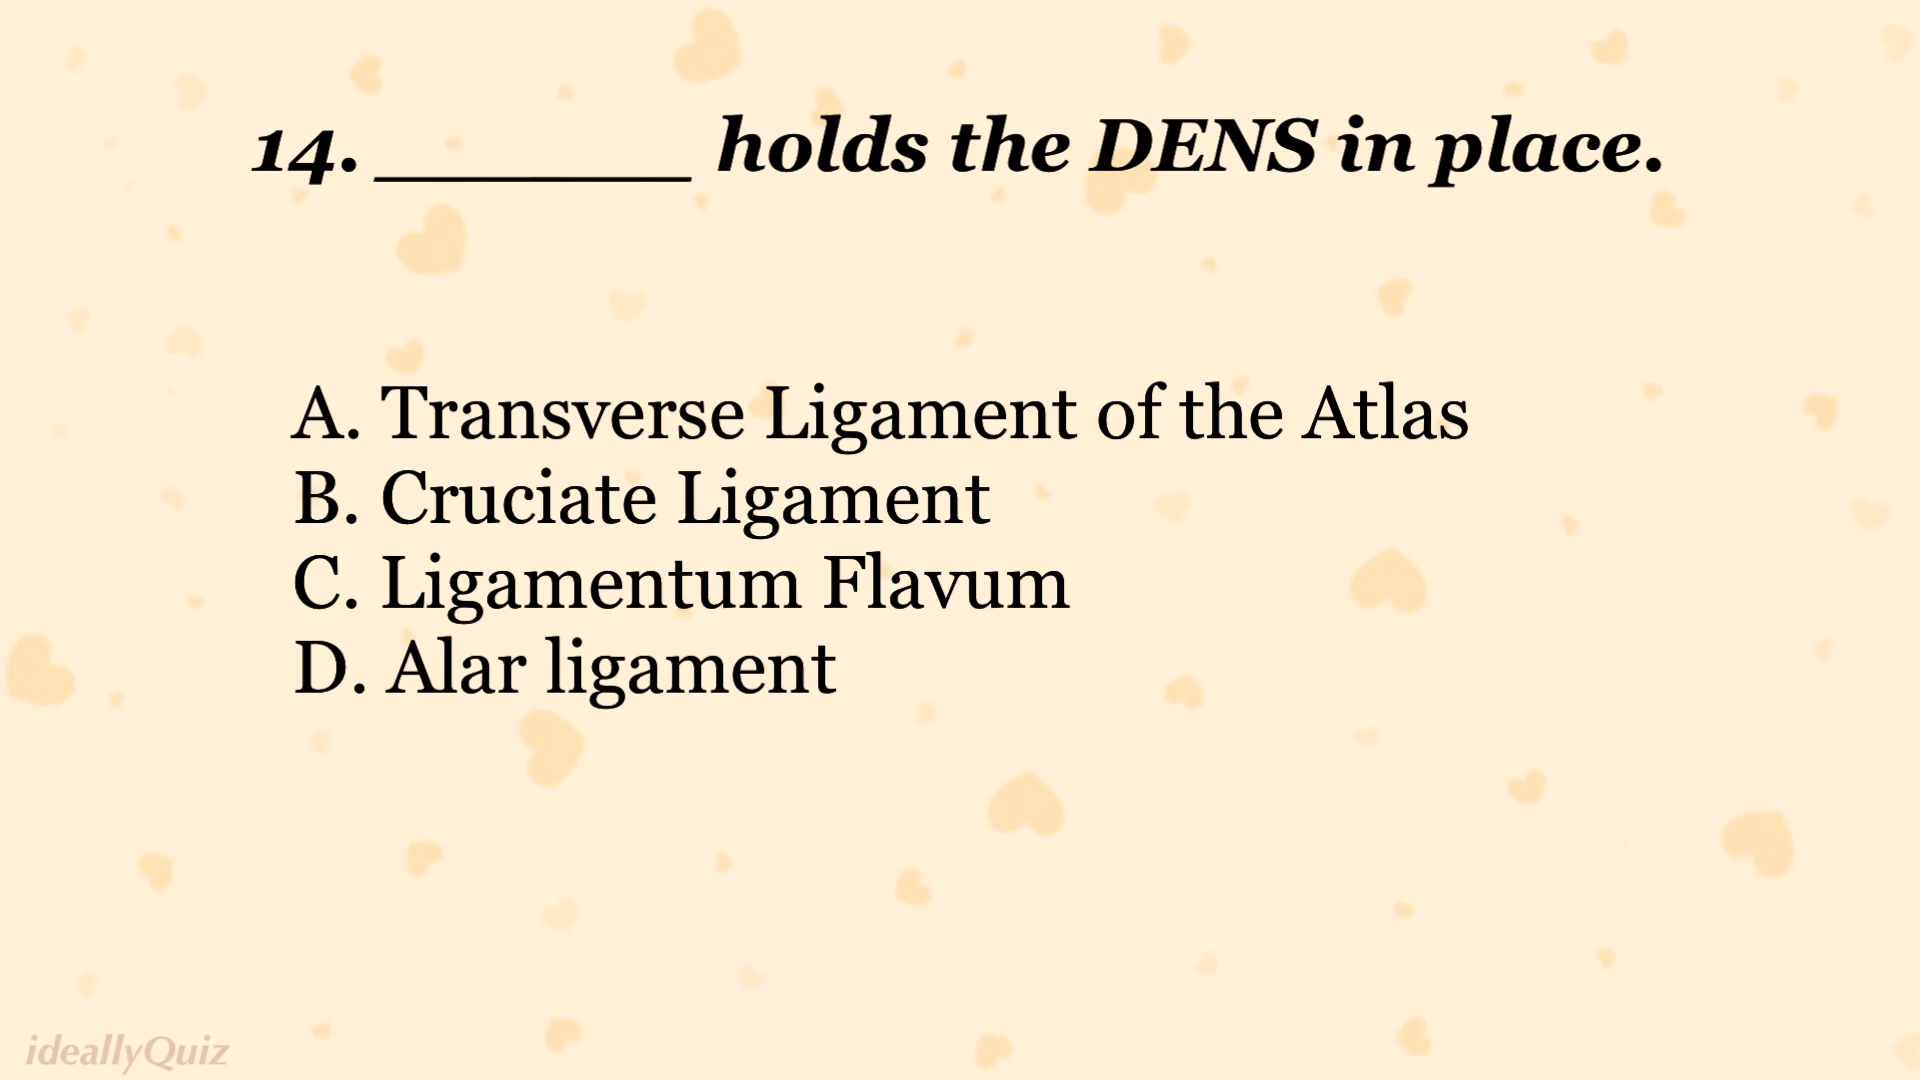 14. ________ holds the DENS in place.
A. Transverse Ligament of the Atlas
B. Cruciate Ligament
C. Ligamentum Flavum
D. Alar ligament
ideallyQuiz